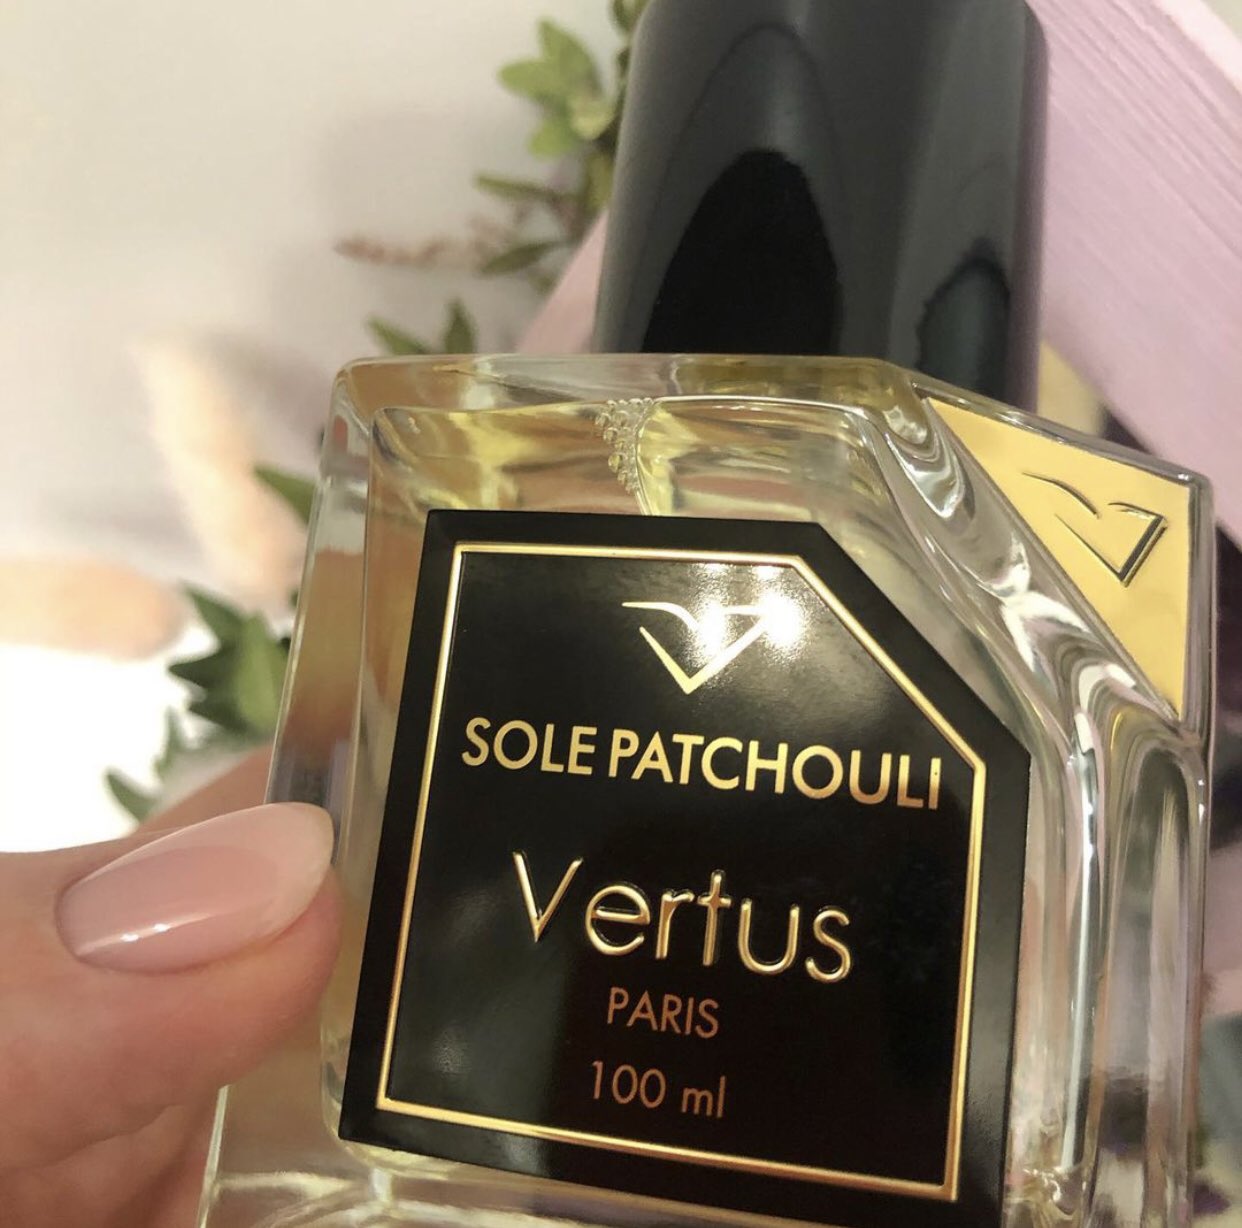 SOLE PATCHOULI
Vertus
PARIS
100 ml